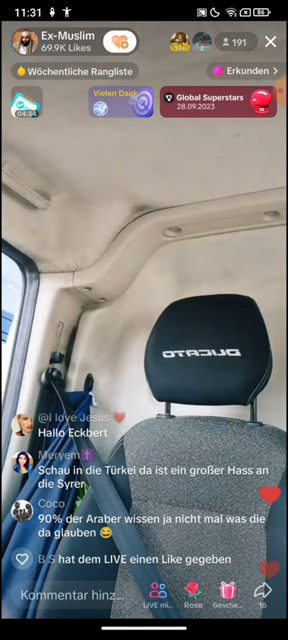 11:31
86
Ex-Muslim
69.9K Likes
191
Wöchentliche Rangliste
Erkunden >
04:34
Vielen Dank
Global Superstars
28.09.2023
DUCATO
@I love Jesus
Hallo Eckbert
Meryem
Schau in die Türkei da ist ein großer Hass an
die Syrer
Coco
90% der Araber wissen ja nicht mal was die
da glauben 😂
B S hat dem LIVE einen Like gegeben
Kommentar hinz...
LIVE mi...
Rose
Gesche...
16